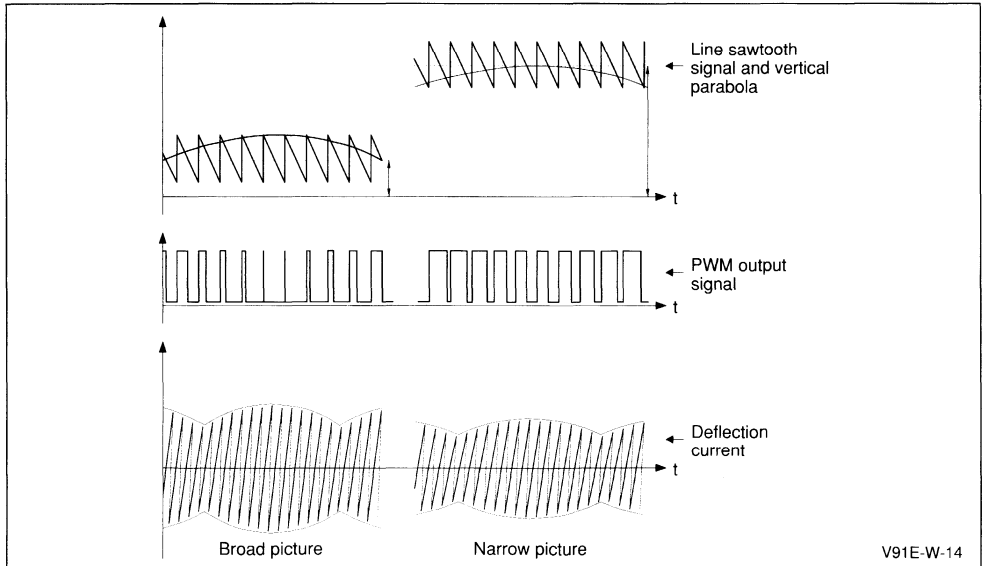 Line sawtooth
signal and vertical
parabola
t
PWM output
signal
t
Deflection
current
t
Broad picture
Narrow picture
V91E-W-14